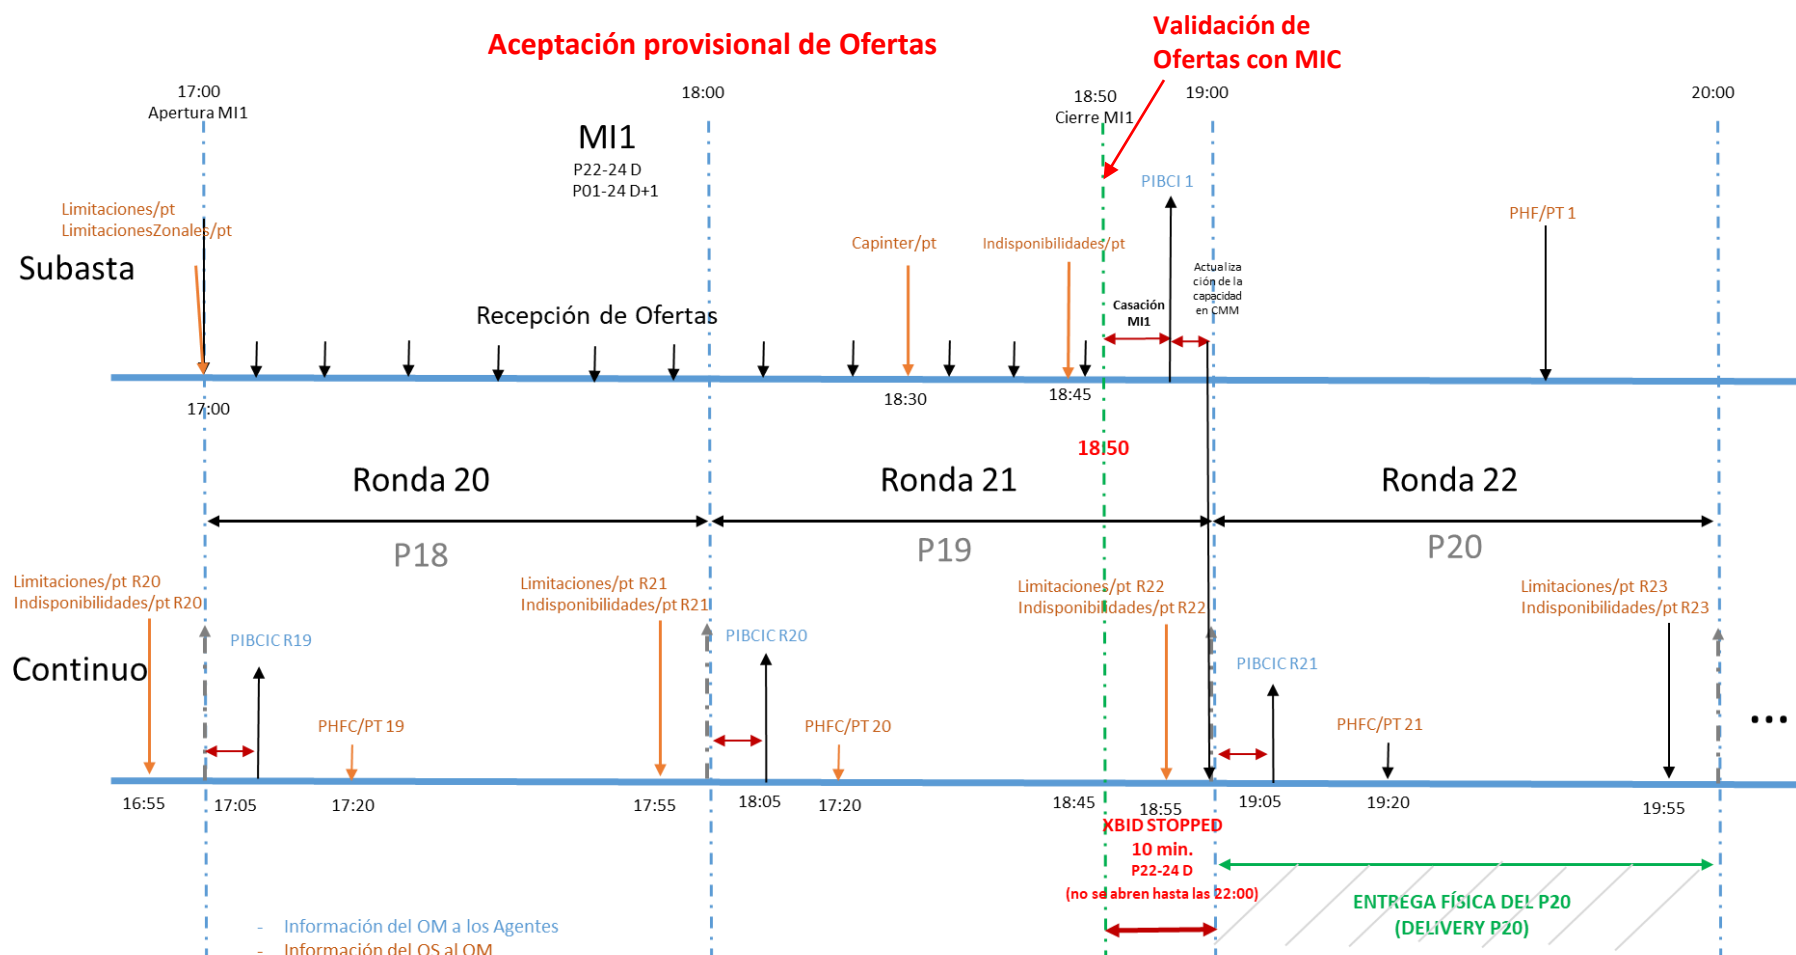 Aceptación provisional de Ofertas
Validación de
Ofertas con MIC
17:00
Apertura MI1
18:00
18:50
Cierre MI1
19:00
20:00
MI1
P22-24 D
P01-24 D+1
PIBCI 1
Limitaciones/pt
LimitacionesZonales/pt
Capinter/pt
Indisponibilidades/pt
PHF/PT 1
Subasta
Actualiza
ción de la
capacidad
en CMM
Casación
MI1
Recepción de Ofertas
17:00
18:30
18:45
18:50
Ronda 20
Ronda 21
Ronda 22
P18
P19
P20
Limitaciones/pt R20
Indisponibilidades/pt R20
Limitaciones/pt R21
Indisponibilidades/pt R21
Limitaciones/pt R22
Indisponibilidades/pt R22
Limitaciones/pt R23
Indisponibilidades/pt R23
Continuo
PIBCIC R19
PIBCIC R20
PIBCIC R21
PHFC/PT 19
PHFC/PT 20
PHFC/PT 21
...
16:55
17:05
17:20
17:55
18:05
17:20
18:45
18:55
19:05
19:20
19:55
XBID STOPPED
10 min.
P22-24 D
(no se abren hasta las 22:00)
ENTREGA FÍSICA DEL P20
(DELIVERY P20)
- Información del OM a los Agentes
- Información del OS al OM